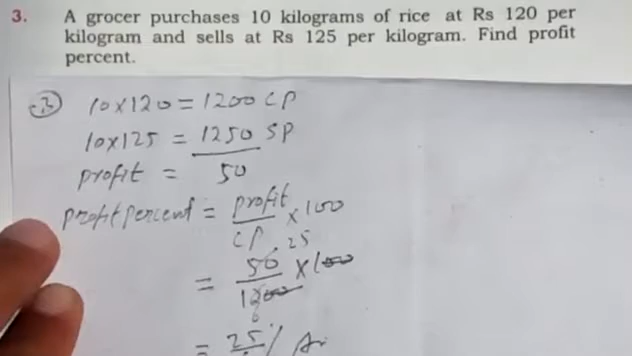 3. A grocer purchases 10 kilograms of rice at Rs 120 per
kilogram and sells at Rs 125 per kilogram. Find profit
percent.
3) 10×120 = 1200 CP
10×125 = 1250 SP
profit = 50
profit percent = profit/CP × 100
25
= 50/1200 × 100
6
= 25/ % An